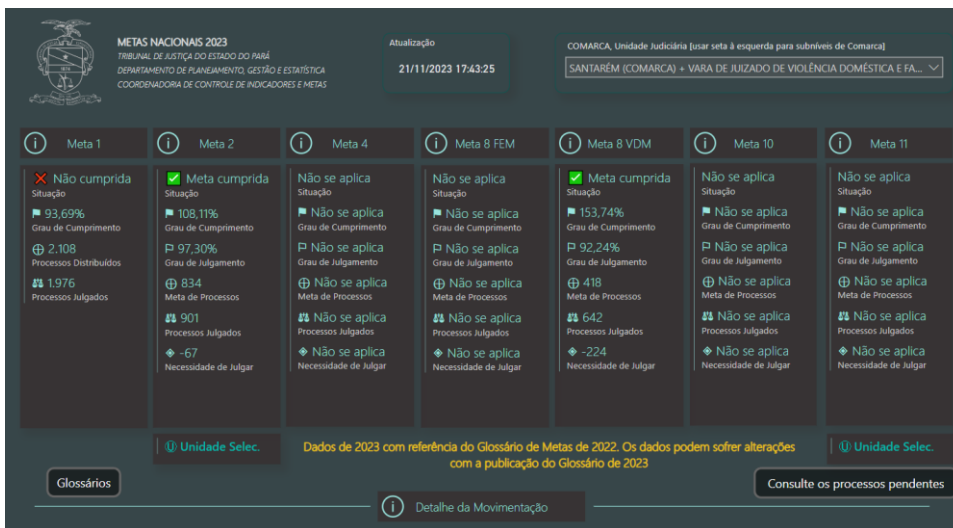 METAS NACIONAIS 2023
TRIBUNAL DE JUSTIÇA DO ESTADO DO PARÁ
DEPARTAMENTO DE PLANEJAMENTO, GESTÃO E ESTATÍSTICA
COORDENADORIA DE CONTROLE DE INDICADORES E METAS
Atualização
21/11/2023 17:43:25
COMARCA, Unidade Judiciária [usar seta à esquerda para subníveis de Comarca]
SANTARÉM (COMARCA) + VARA DE JUIZADO DE VIOLÊNCIA DOMÉSTICA E FA...
Meta 1
Não cumprida
Situação
93,69%
Grau de Cumprimento
2.108
Processos Distribuídos
1.976
Processos Julgados
Meta 2
Meta cumprida
Situação
108,11%
Grau de Cumprimento
97,30%
Grau de Julgamento
834
Meta de Processos
901
Processos Julgados
-67
Necessidade de Julgar
Unidade Selec.
Meta 4
Não se aplica
Situação
Não se aplica
Grau de Cumprimento
Não se aplica
Grau de Julgamento
Não se aplica
Meta de Processos
Não se aplica
Processos Julgados
Não se aplica
Necessidade de Julgar
Meta 8 FEM
Não se aplica
Situação
Não se aplica
Grau de Cumprimento
Não se aplica
Grau de Julgamento
Não se aplica
Meta de Processos
Não se aplica
Processos Julgados
Não se aplica
Necessidade de Julgar
Meta 8 VDM
Meta cumprida
Situação
153,74%
Grau de Cumprimento
92,24%
Grau de Julgamento
418
Meta de Processos
642
Processos Julgados
-224
Necessidade de Julgar
Meta 10
Não se aplica
Situação
Não se aplica
Grau de Cumprimento
Não se aplica
Grau de Julgamento
Não se aplica
Meta de Processos
Não se aplica
Processos Julgados
Não se aplica
Necessidade de Julgar
Meta 11
Não se aplica
Situação
Não se aplica
Grau de Cumprimento
Não se aplica
Grau de Julgamento
Não se aplica
Meta de Processos
Não se aplica
Processos Julgados
Não se aplica
Necessidade de Julgar
Unidade Selec.
Dados de 2023 com referência do Glossário de Metas de 2022. Os dados podem sofrer alterações
com a publicação do Glossário de 2023
Glossários
Consulte os processos pendentes
Detalhe da Movimentação